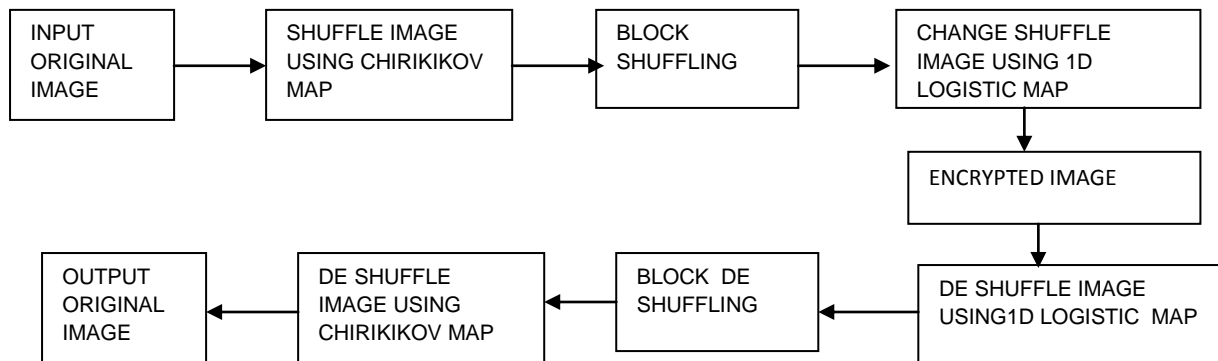 INPUT
ORIGINAL
IMAGE
SHUFFLE IMAGE
USING CHIRIKIKOV
MAP
BLOCK
SHUFFLING
CHANGE SHUFFLE
IMAGE USING 1D
LOGISTIC MAP
ENCRYPTED IMAGE
DE SHUFFLE IMAGE
USING1D LOGISTIC MAP
BLOCK DE
SHUFFLING
DE SHUFFLE
IMAGE USING
CHIRIKIKOV MAP
OUTPUT
ORIGINAL
IMAGE